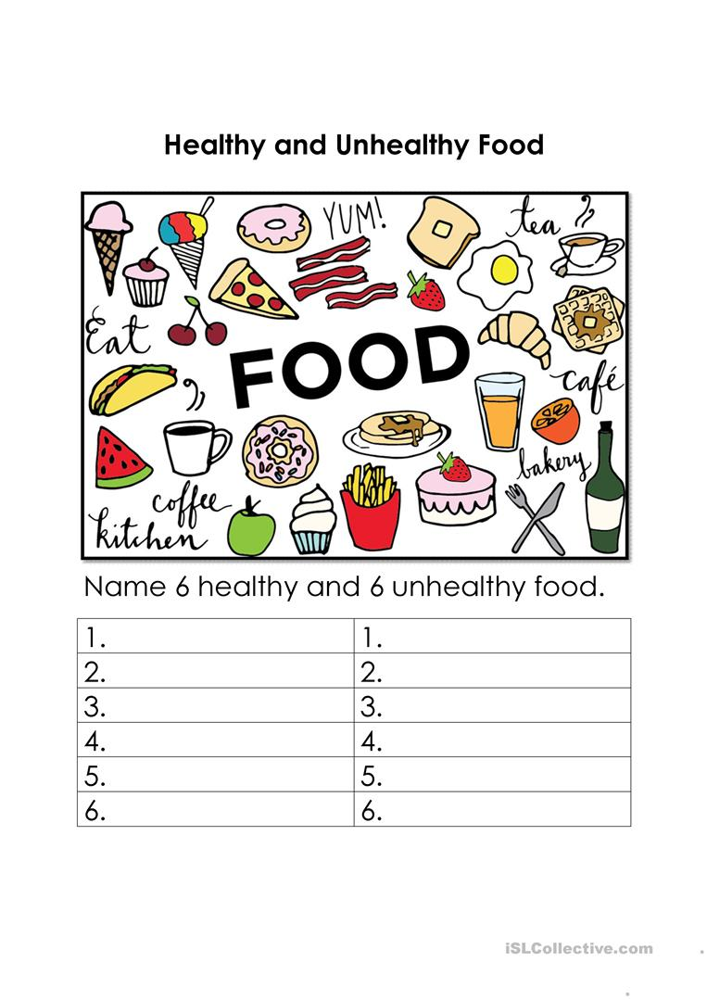 Healthy and Unhealthy Food
YUM!
tea
Eat
FOOD
café
bakery
coffee
kitchen
Name 6 healthy and 6 unhealthy food.
1. 1.
2. 2.
3. 3.
4. 4.
5. 5.
6. 6.
iSLCollective.com